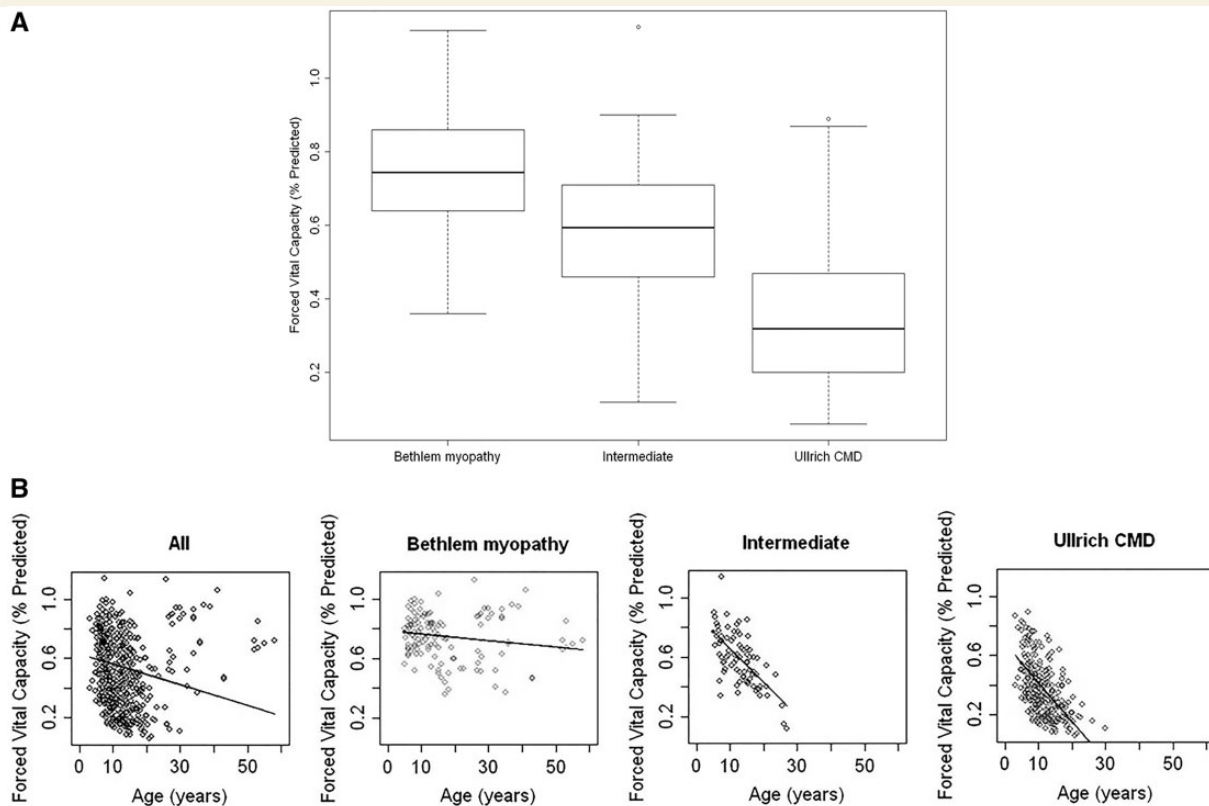 A
Forced Vital Capacity (% Predicted)
1.0
0.8
0.6
0.4
0.2
Bethlem myopathy Intermediate Ullrich CMD
B
All Bethlem myopathy Intermediate Ullrich CMD
Forced Vital Capacity (% Predicted)
1.0
0.6
0.2
0 10 30 50
Age (years)
Forced Vital Capacity (% Predicted)
1.0
0.6
0.2
0 10 30 50
Age (years)
Forced Vital Capacity (% Predicted)
1.0
0.6
0.2
0 10 30 50
Age (years)
Forced Vital Capacity (% Predicted)
1.0
0.6
0.2
0 10 30 50
Age (years)